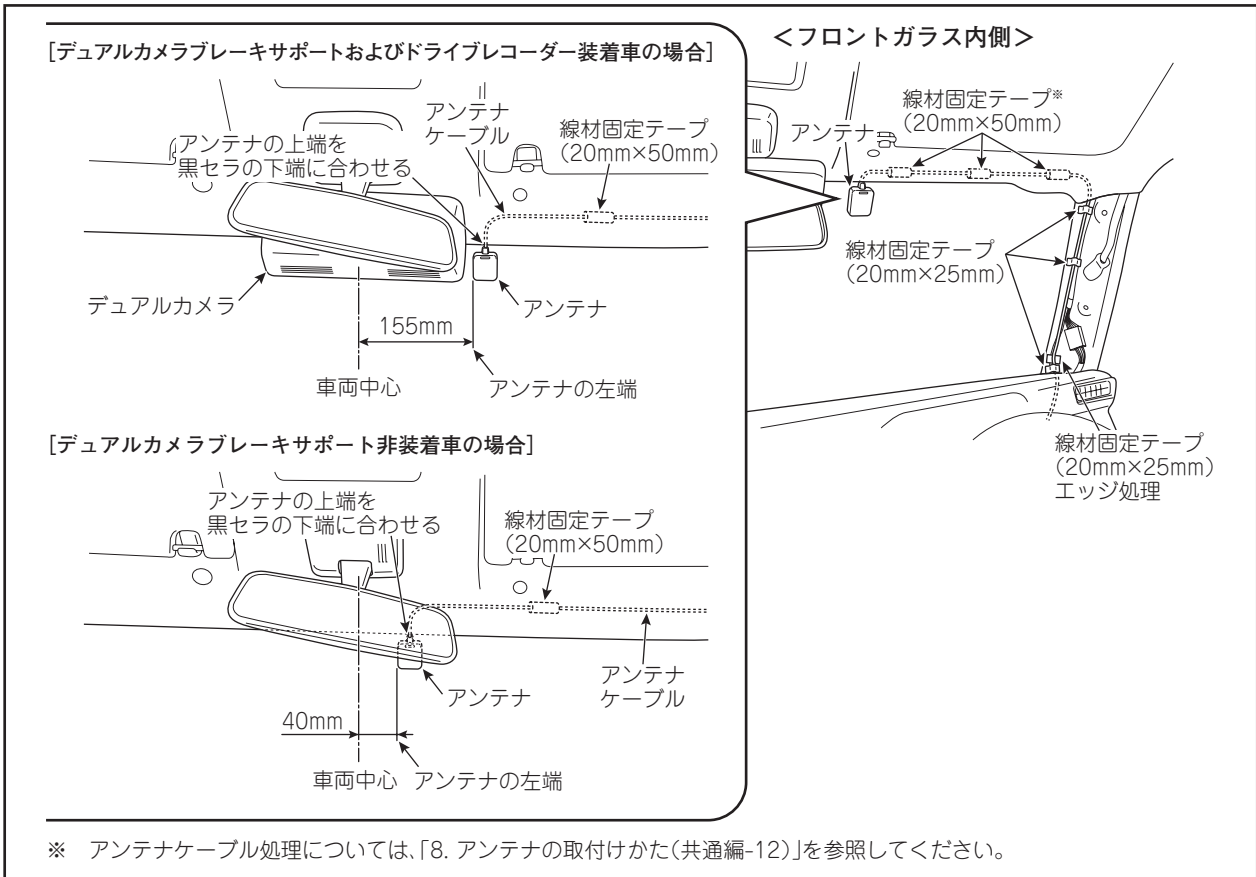 [デュアルカメラブレーキサポートおよびドライブレコーダー装着車の場合]
アンテナの上端を
黒セラの下端に合わせる
アンテナ
ケーブル
線材固定テープ
(20mm×50mm)
デュアルカメラ
アンテナ
155mm
車両中心
アンテナの左端
[デュアルカメラブレーキサポート非装着車の場合]
アンテナの上端を
黒セラの下端に合わせる
線材固定テープ
(20mm×50mm)
アンテナ
アンテナ
ケーブル
40mm
車両中心
アンテナの左端
<フロントガラス内側>
線材固定テープ※
(20mm×50mm)
アンテナ
線材固定テープ
(20mm×25mm)
線材固定テープ
(20mm×25mm)
エッジ処理
※ アンテナケーブル処理については、「8. アンテナの取付けかた(共通編-12)」を参照してください。